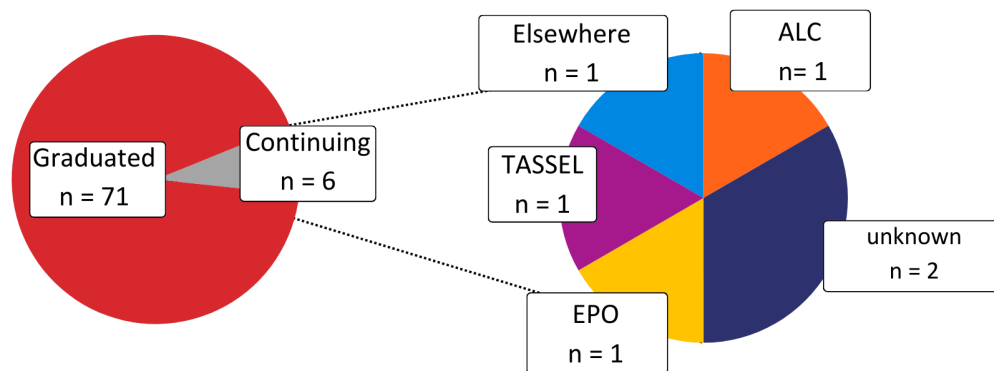 Graduated
n = 71
Continuing
n = 6
Elsewhere
n = 1
ALC
n= 1
TASSEL
n = 1
unknown
n = 2
EPO
n = 1